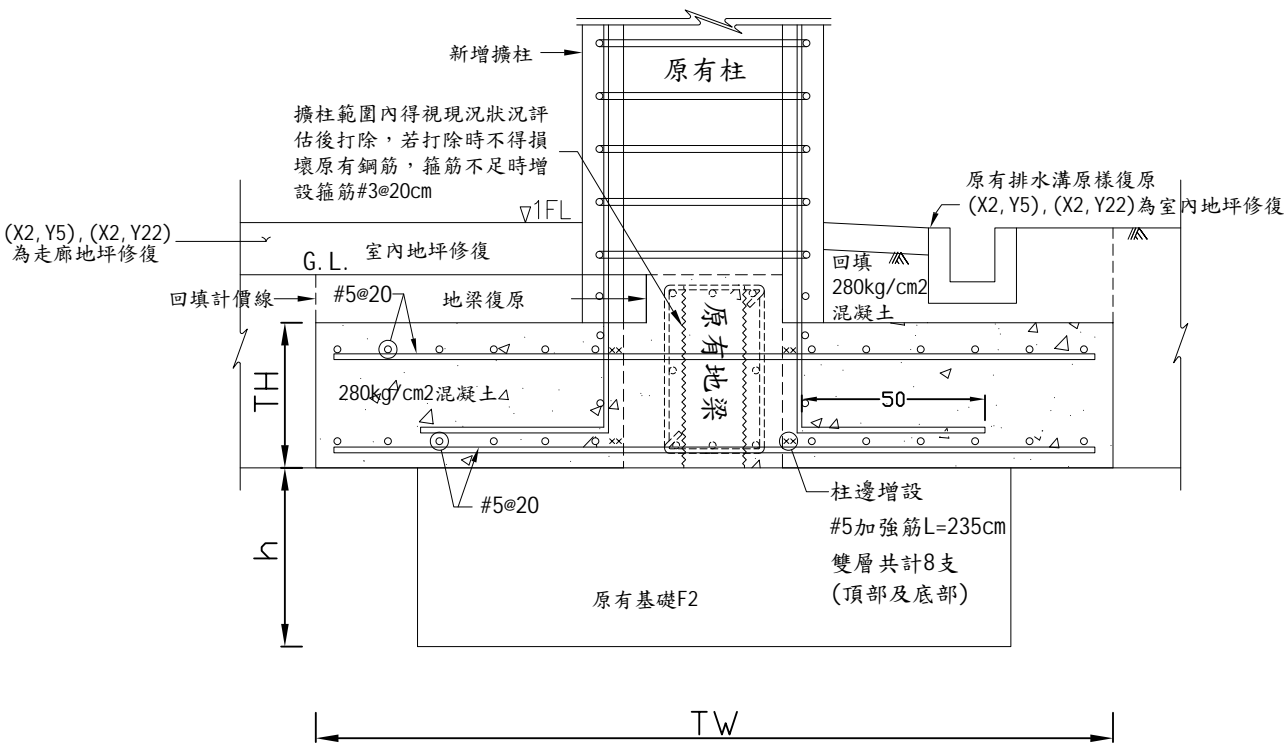 新增擴柱
原有柱
擴柱範圍內得視現況狀況評
估後打除，若打除時不得損
壞原有鋼筋，箍筋不足時增
設箍筋#3@20cm
原有排水溝原樣復原
(X2,Y5),(X2,Y22)為室內地坪修復
▽1FL
(X2,Y5),(X2,Y22)
為走廊地坪修復
G.L.
室內地坪修復
回填
280kg/cm2
混凝土
回填計價線
#5@20
地梁復原
原有地梁
TH
280kg/cm2混凝土
50
#5@20
柱邊增設
#5加強筋L=235cm
雙層共計8支
(頂部及底部)
h
原有基礎F2
TW